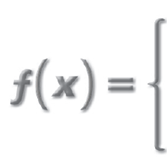 f(x) = {